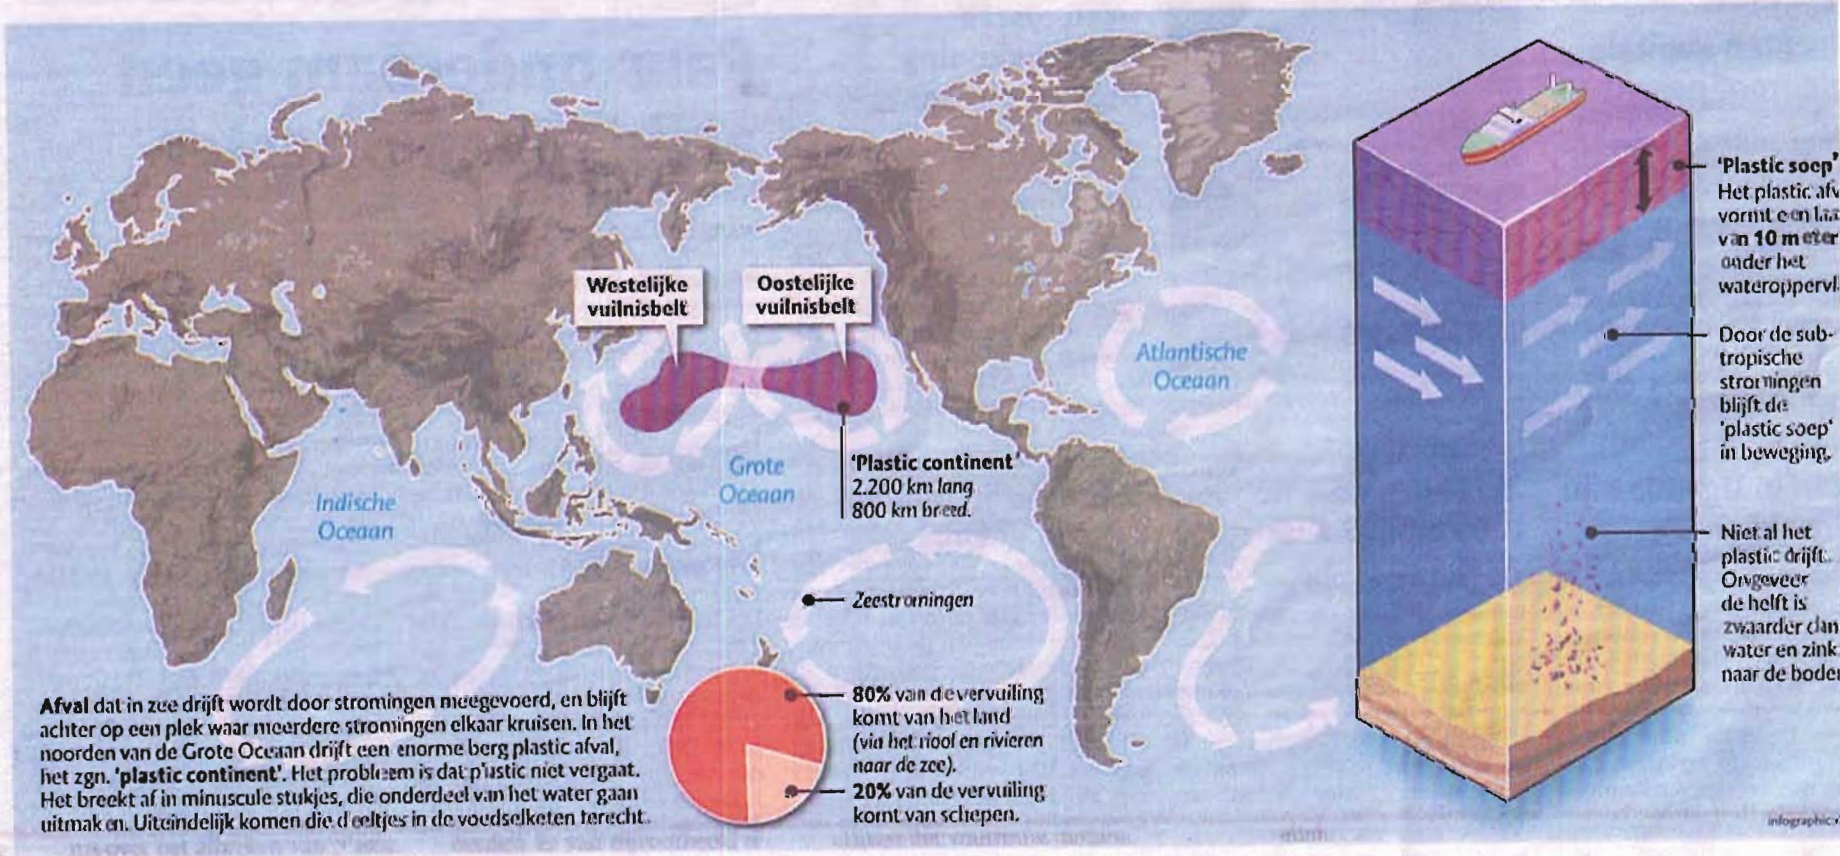 Westelijke
vuilnisbelt
Oostelijke
vuilnisbelt
Atlantische
Oceaan
'Plastic continent'
2.200 km lang
800 km breed.
Grote
Oceaan
Indische
Oceaan
Zeestromingen
Afval dat in zee drijft wordt door stromingen meegevoerd, en blijft
achter op een plek waar meerdere stromingen elkaar kruisen. In het
noorden van de Grote Oceaan drijft een enorme berg plastic afval,
het zgn. 'plastic continent'. Het probleem is dat plastic niet vergaat.
Het breekt af in minuscule stukjes, die onderdeel van het water gaan
uitmaken. Uiteindelijk komen die deeltjes in de voedselketen terecht.
80% van de vervuiling
komt van het land
(via het riool en rivieren
naar de zee).
20% van de vervuiling
komt van schepen.
'Plastic soep'
Het plastic afv
vormt een laa
van 10 meter
onder het
wateroppervl
Door de sub-
tropische
stromingen
blijft de
'plastic soep'
in beweging.
Niet al het
plastic drijft.
Ongeveer
de helft is
zwaarder dan
water en zink
naar de bode
infographic